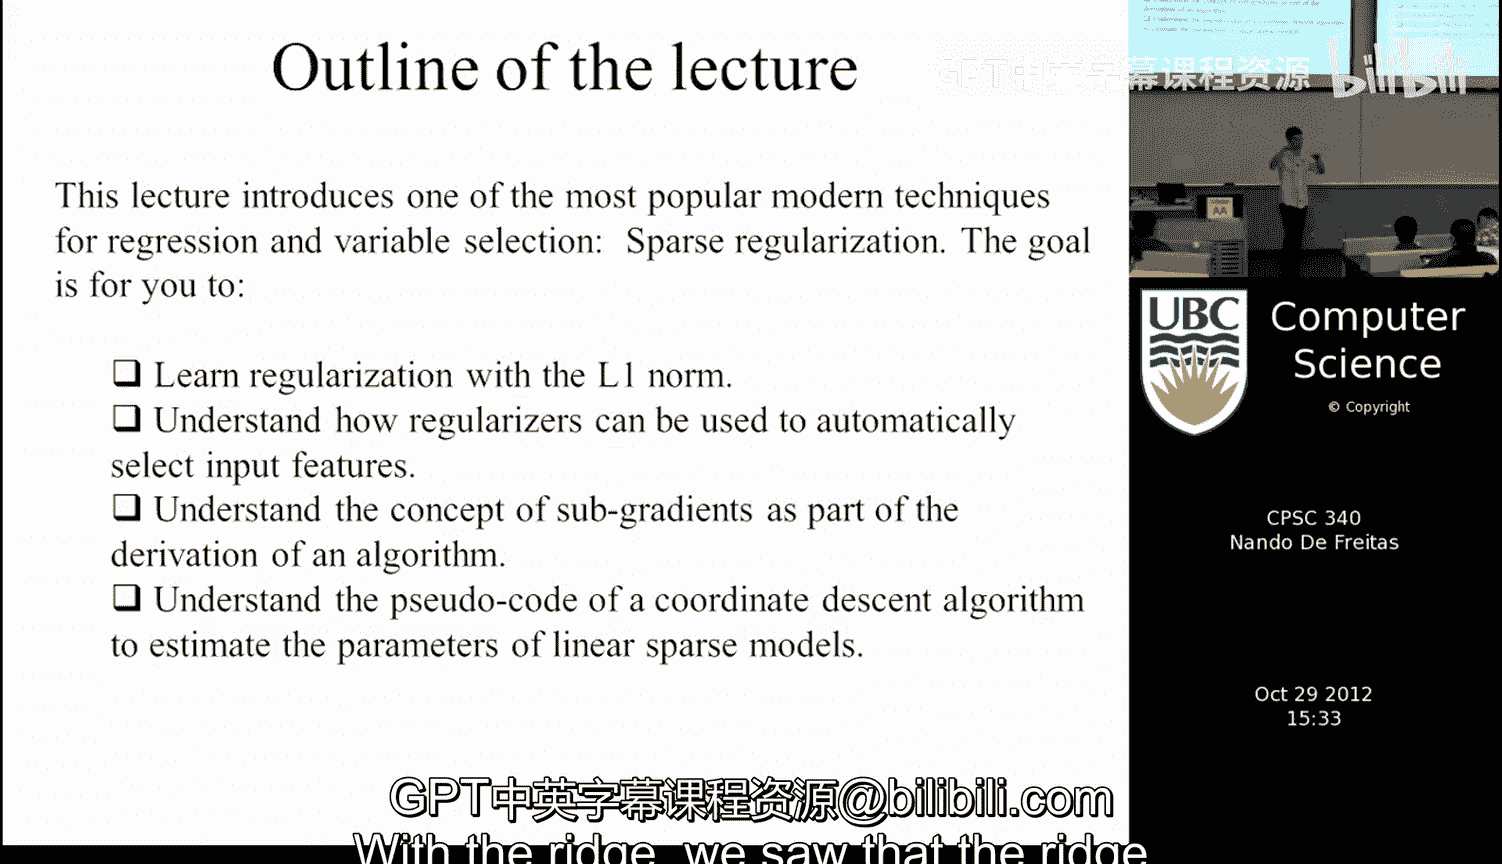 Outline of the lecture
This lecture introduces one of the most popular modern techniques
for regression and variable selection: Sparse regularization. The goal
is for you to:
❑ Learn regularization with the L1 norm.
❑ Understand how regularizers can be used to automatically
select input features.
❑ Understand the concept of sub-gradients as part of the
derivation of an algorithm.
❑ Understand the pseudo-code of a coordinate descent algorithm
to estimate the parameters of linear sparse models.
幕课程资源 bilibili
UBC
Computer
Science
© Copyright
CPSC 340
Nando De Freitas
Oct 29 2012
15:33
GPT中英字幕课程资源@bilibili.com
With the ridge, we saw that the ridge